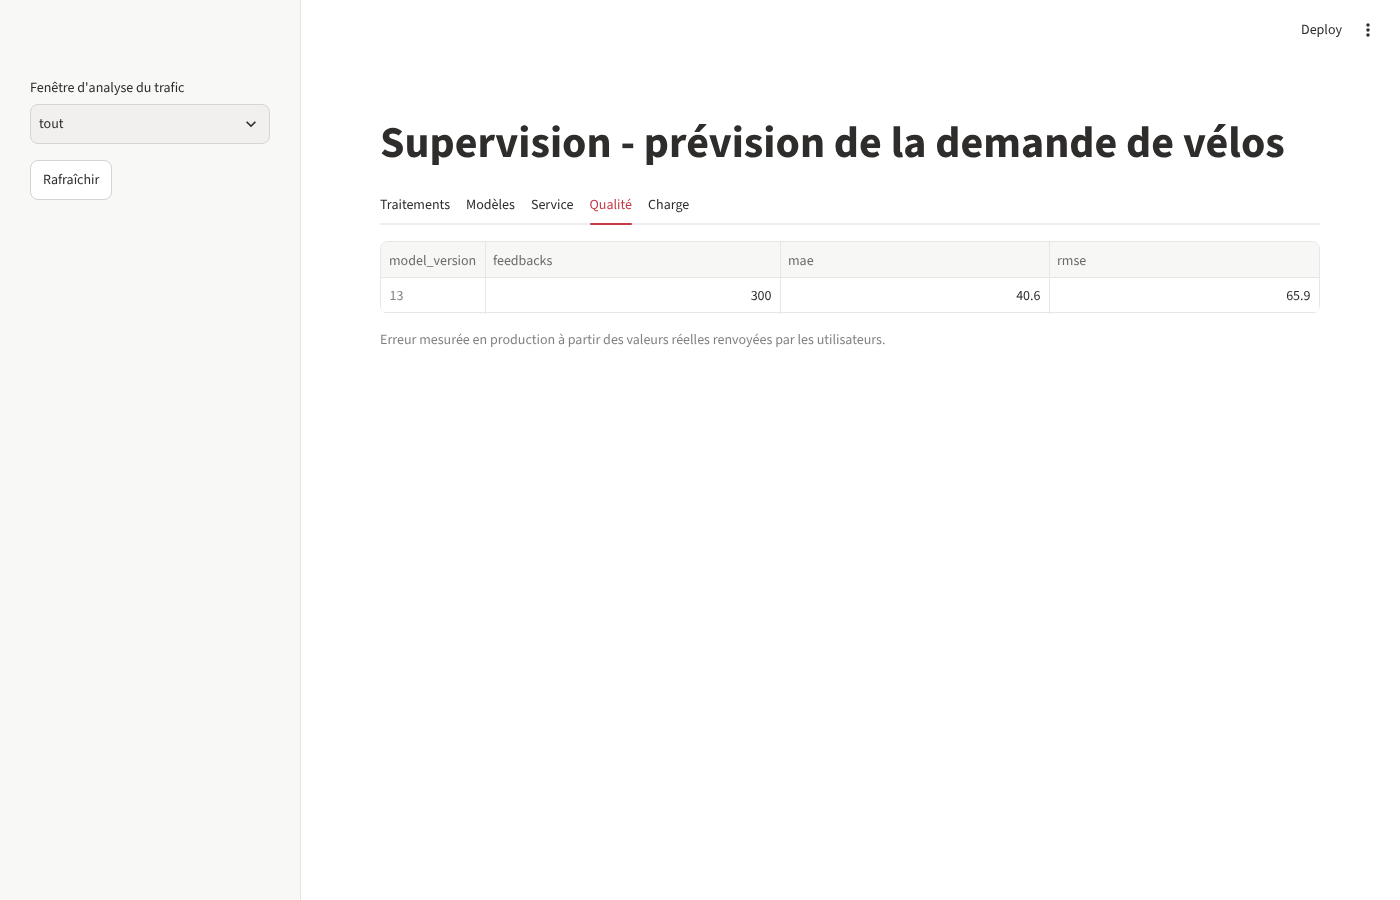 Deploy
Fenêtre d'analyse du trafic
tout
Rafraîchir
Supervision - prévision de la demande de vélos
Traitements Modèles Service Qualité Charge
model_version feedbacks mae rmse
13 300 40.6 65.9
Erreur mesurée en production à partir des valeurs réelles renvoyées par les utilisateurs.